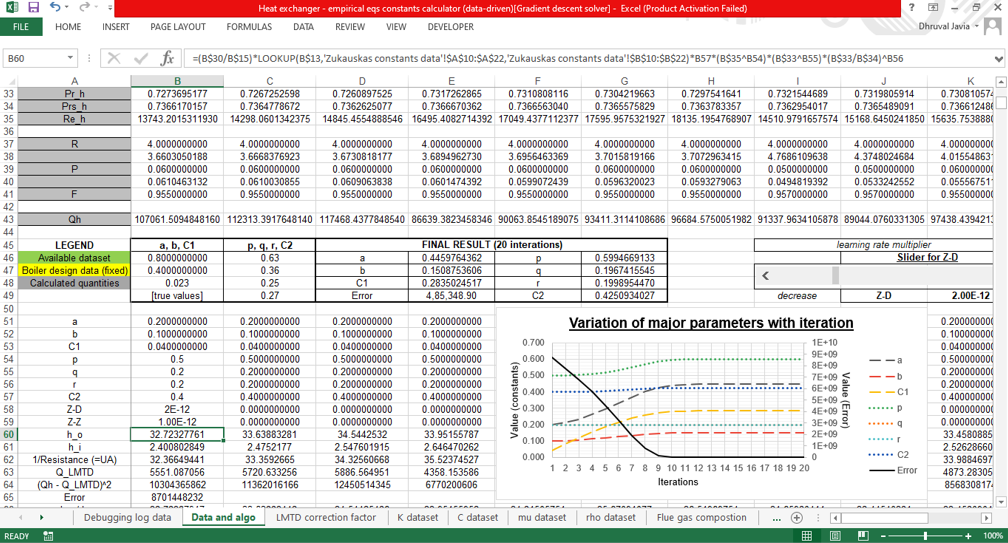 Heat exchanger - empirical eqs constants calculator (data-driven)[Gradient descent solver] - Excel (Product Activation Failed)
FILE HOME INSERT PAGE LAYOUT FORMULAS DATA REVIEW VIEW DEVELOPER Dhruval Javia
B60 fx =(B$30/B$15)*LOOKUP(B$13,'Zukauskas constants data'!$A$10:$A$22,'Zukauskas constants data'!$B$10:$B$22)*B57*(B$35^B54)*(B$33^B55)*(B$33/B$34)^B56
A B C D E F G H I J K
33 Pr_h 0.7273695177 0.7267252598 0.7260897525 0.7317262865 0.7310808116 0.7304219663 0.7297541641 0.7321544689 0.7319805914 0.7308105
34 Prs_h 0.7366170157 0.7364778672 0.7362625077 0.7366670362 0.7366563040 0.7365575829 0.7363783357 0.7362954017 0.7365489091 0.7366124
35 Re_h 13743.2015311930 14298.0601342375 14845.4554888546 16495.4082714392 17049.4377112377 17595.9575321927 18135.1954768907 14510.9791657574 15168.6450241850 15635.753888
36
37 R 4.0000000000 4.0000000000 4.0000000000 4.0000000000 4.0000000000 4.0000000000 4.0000000000 4.0000000000 4.0000000000 4.000000000
38 3.6603050188 3.6668376923 3.6730818177 3.6894962730 3.6956463369 3.7015819166 3.7072963415 4.7686109638 4.3748024684 4.0155486
39 P 0.0600000000 0.0600000000 0.0600000000 0.0600000000 0.0600000000 0.0600000000 0.0600000000 0.0500000000 0.0500000000 0.060000000
40 0.0610463132 0.0610030855 0.0609063838 0.0601474392 0.0599072439 0.0596320023 0.0593279063 0.0494819392 0.0533242552 0.0556751
41 F 0.9550000000 0.9550000000 0.9550000000 0.9550000000 0.9550000000 0.9550000000 0.9550000000 0.9570000000 0.9570000000 0.955000000
42
43 Qh 107061.5094848160 112313.3917648140 117468.4377848540 86639.3823458346 90063.8545189075 93411.3114108686 96684.5750051982 91337.9634105878 89044.0760331305 97438.439421
44
45 LEGEND a, b, C1 p, q, r, C2 FINAL RESULT (20 interations) learning rate multiplier
46 Available dataset 0.8000000000 0.63 a 0.4459764362 p 0.5994669133 Slider for Z-D
47 Boiler design data (fixed) 0.4000000000 0.36 b 0.1508753606 q 0.1967415545
48 Calculated quantities 0.023 0.25 C1 0.2835024517 r 0.1998954470
49 [true values] 0.27 Error 4,85,348.90 C2 0.4250934027 decrease Z-D 2.00E-12
50
51 a 0.2000000000 0.2000000000 0.2000000000 0.2000000000 0.200000000
52 b 0.1000000000 0.1000000000 0.1000000000 0.1000000000 0.100000000
53 C1 0.0400000000 0.0400000000 0.0400000000 0.0400000000 0.040000000
54 p 0.5 0.5000000000 0.5000000000 0.5000000000 0.500000000
55 q 0.2 0.2000000000 0.2000000000 0.2000000000 0.200000000
56 r 0.2 0.2000000000 0.2000000000 0.2000000000 0.200000000
57 C2 0.4 0.4000000000 0.4000000000 0.4000000000 0.400000000
58 Z-D 2E-12 0.0000000000 0.0000000000 0.0000000000 0.000000000
59 Z-Z 1.00E-12 0.0000000000 0.0000000000 0.0000000000 0.000000000
60 h_o 32.72327761 33.63883281 34.5442532 33.95155787 33.4580885
61 h_i 2.400802849 2.4752177 2.547601915 2.646470262 2.52628660
62 1/Resistance (=UA) 32.36649441 33.3592665 34.32560668 35.52374527 33.9884697
63 Q_LMTD 5551.087056 5720.633256 5886.564951 4358.153586 4873.28305
64 (Qh - Q_LMTD)^2 10304365862 11362016166 12450514345 6770200606 8568308174
65 Error 8701448232
Variation of major parameters with iteration
Value (constants)
0.700
0.600
0.500
0.400
0.300
0.200
0.100
0.000
1E+10
9E+09
8E+09
7E+09
6E+09
5E+09
4E+09
3E+09
2E+09
1E+09
0
Value (Error)
1 2 3 4 5 6 7 8 9 10 11 12 13 14 15 16 17 18 19 20
Iterations
a
b
C1
p
q
r
C2
Error
Debugging log data Data and algo LMTD correction factor K dataset C dataset mu dataset rho dataset Flue gas compostion ...
READY 100%